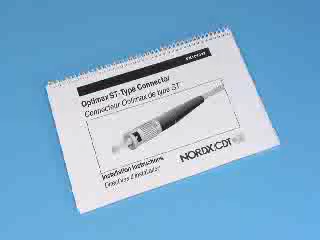 Optimax ST-Type Connector
Connecteur Optimax de type ST
Installation Instructions
Directives d'installation
NORDX/CDT